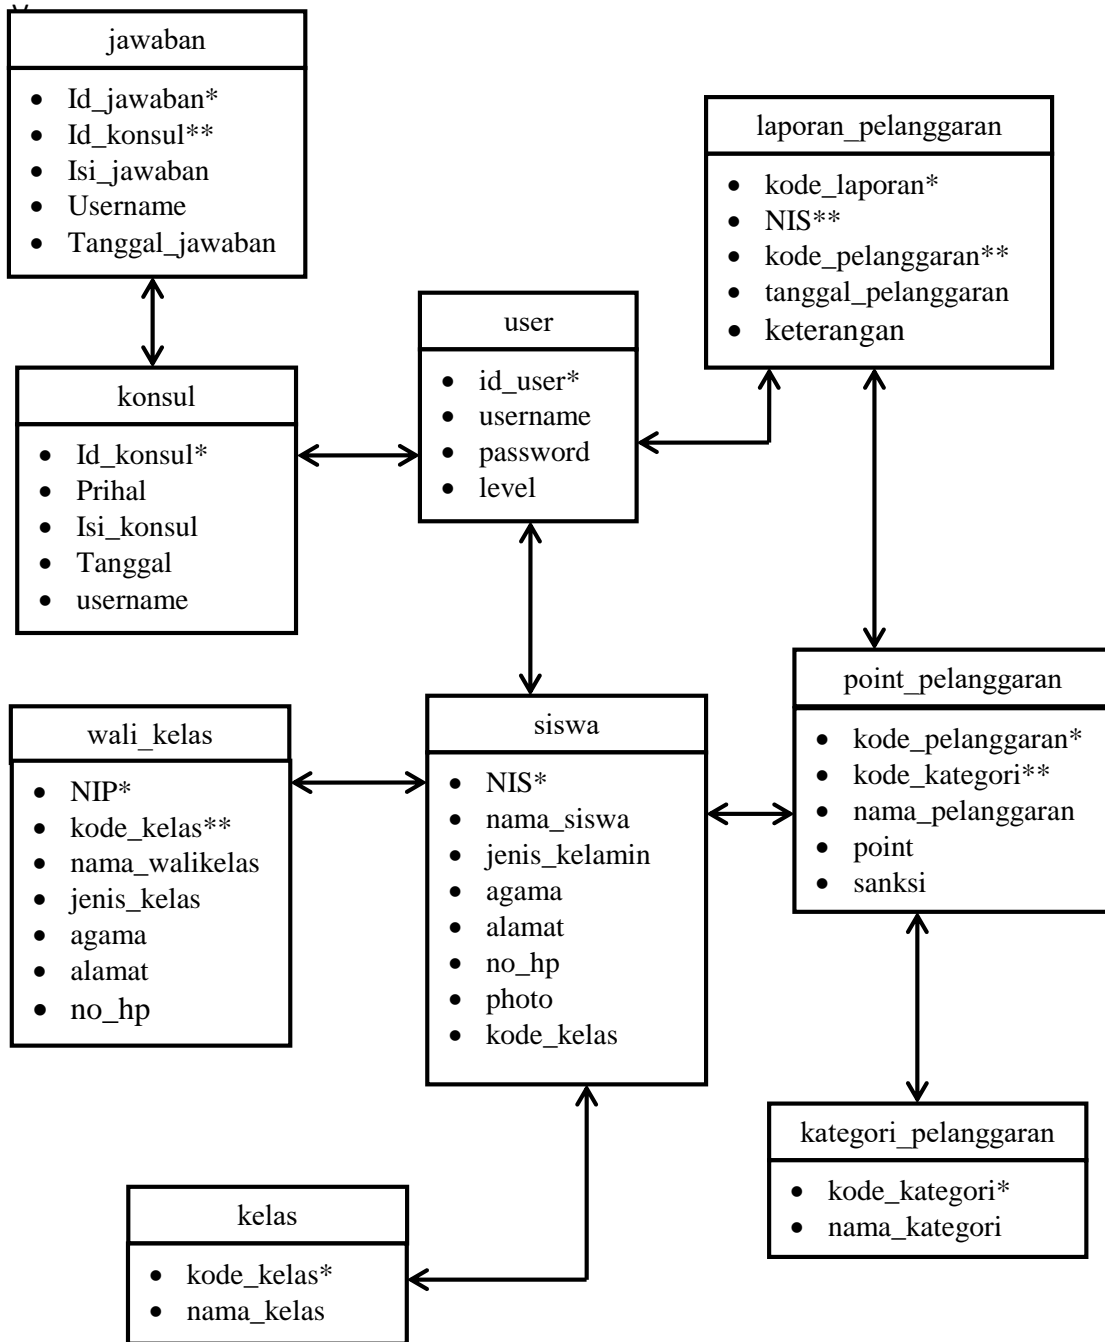 jawaban
• Id_jawaban*
• Id_konsul**
• Isi_jawaban
• Username
• Tanggal_jawaban
laporan_pelanggaran
• kode_laporan*
• NIS**
• kode_pelanggaran**
• tanggal_pelanggaran
• keterangan
user
• id_user*
• username
• password
• level
konsul
• Id_konsul*
• Prihal
• Isi_konsul
• Tanggal
• username
point_pelanggaran
• kode_pelanggaran*
• kode_kategori**
• nama_pelanggaran
• point
• sanksi
siswa
• NIS*
• nama_siswa
• jenis_kelamin
• agama
• alamat
• no_hp
• photo
• kode_kelas
wali_kelas
• NIP*
• kode_kelas**
• nama_walikelas
• jenis_kelas
• agama
• alamat
• no_hp
kategori_pelanggaran
• kode_kategori*
• nama_kategori
kelas
• kode_kelas*
• nama_kelas